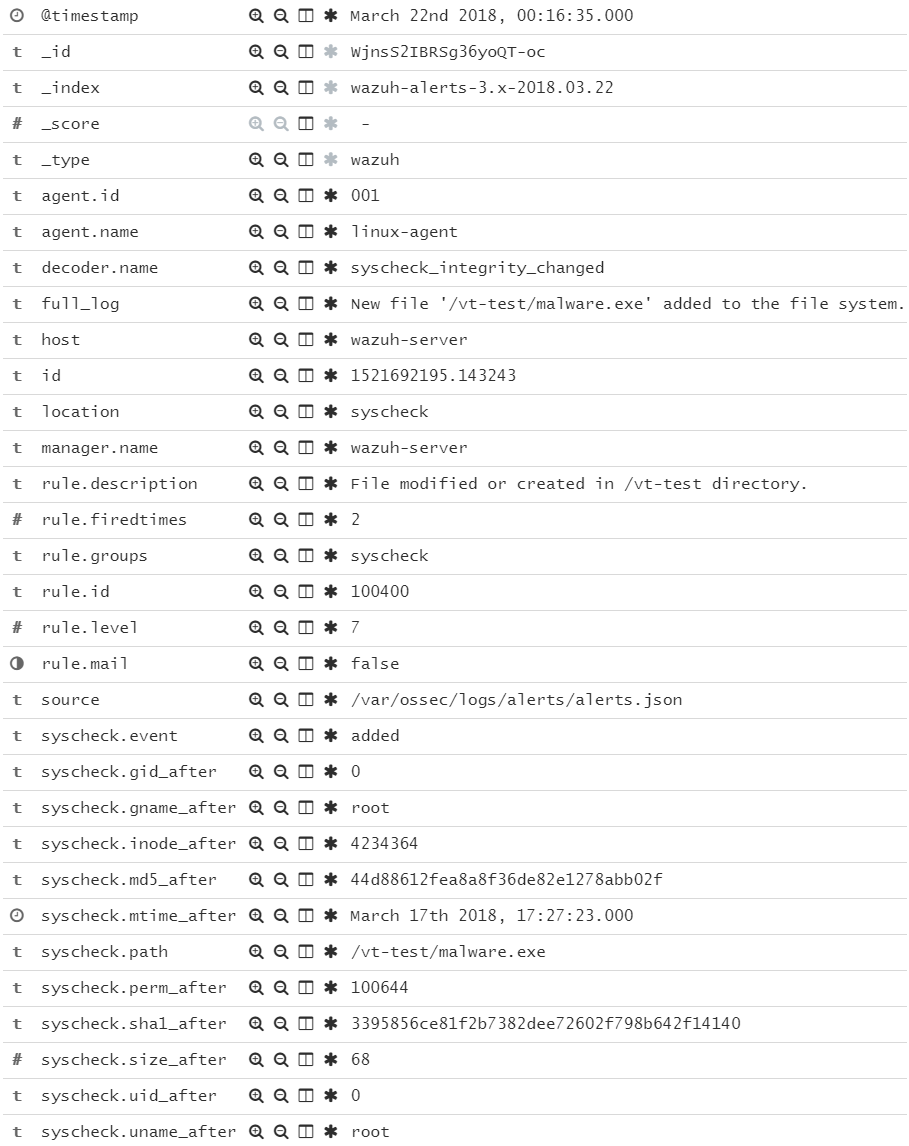 @timestamp March 22nd 2018, 00:16:35.000
t _id WjnsS2IBRSg36yoQT-oc
t _index wazuh-alerts-3.x-2018.03.22
# _score -
t _type wazuh
t agent.id 001
t agent.name linux-agent
t decoder.name syscheck_integrity_changed
t full_log New file '/vt-test/malware.exe' added to the file system.
t host wazuh-server
t id 1521692195.143243
t location syscheck
t manager.name wazuh-server
t rule.description File modified or created in /vt-test directory.
# rule.firedtimes 2
t rule.groups syscheck
t rule.id 100400
# rule.level 7
rule.mail false
t source /var/ossec/logs/alerts/alerts.json
t syscheck.event added
t syscheck.gid_after 0
t syscheck.gname_after root
t syscheck.inode_after 4234364
t syscheck.md5_after 44d88612fea8a8f36de82e1278abb02f
syscheck.mtime_after March 17th 2018, 17:27:23.000
t syscheck.path /vt-test/malware.exe
t syscheck.perm_after 100644
t syscheck.sha1_after 3395856ce81f2b7382dee72602f798b642f14140
# syscheck.size_after 68
t syscheck.uid_after 0
t syscheck.uname_after root